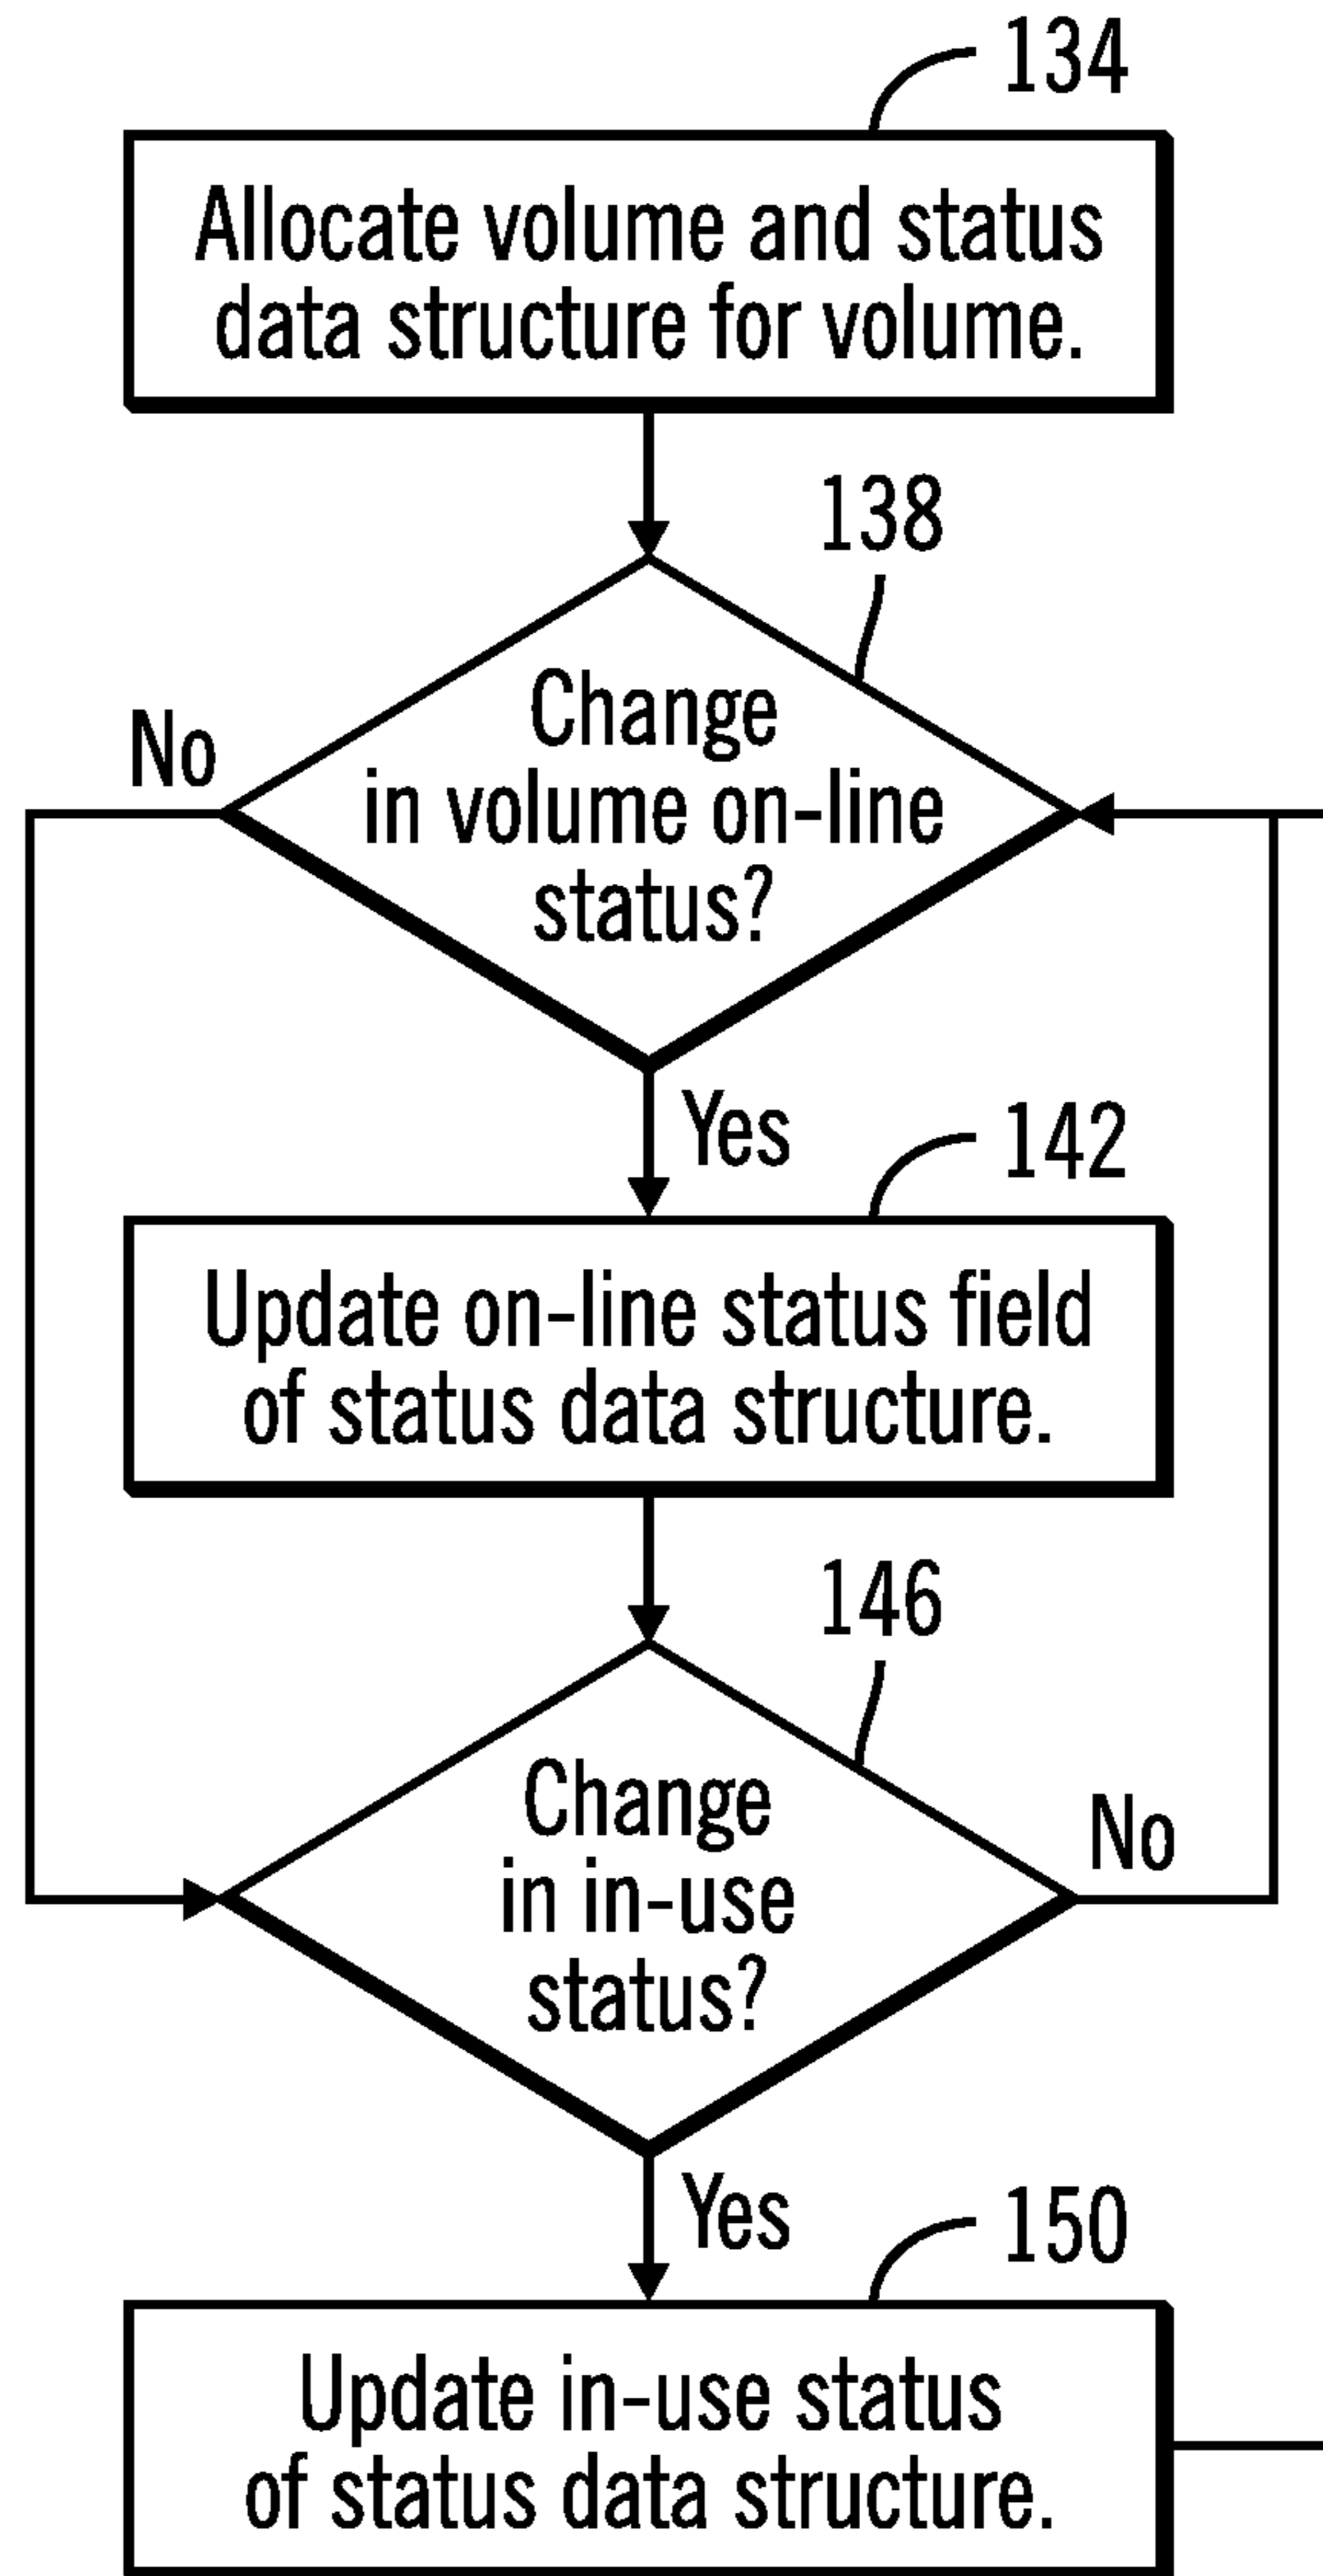 134
Allocate volume and status
data structure for volume.
138
Change
in volume on-line
status?
No
Yes
142
Update on-line status field
of status data structure.
146
Change
in in-use
status?
No
Yes
150
Update in-use status
of status data structure.